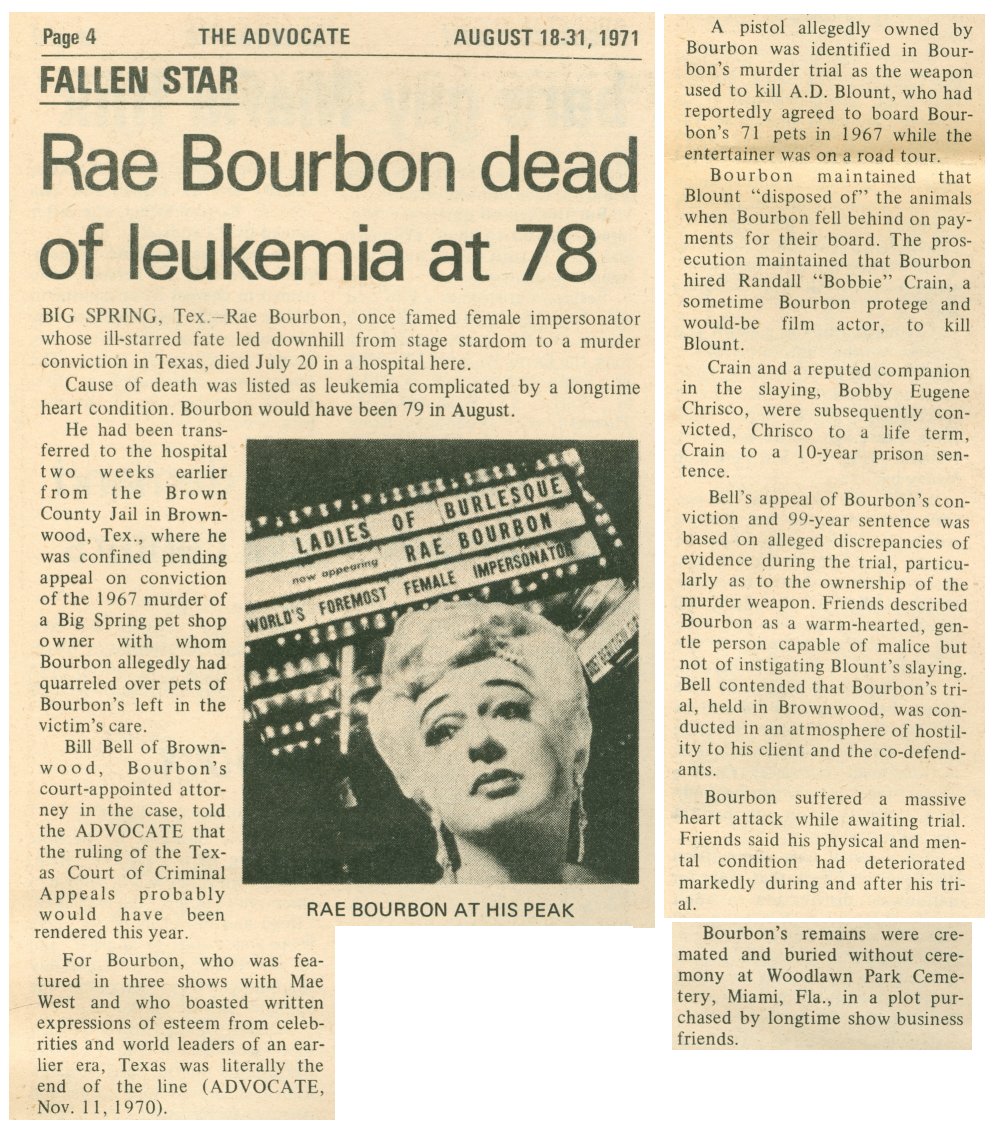 Page 4 THE ADVOCATE AUGUST 18-31, 1971
FALLEN STAR
Rae Bourbon dead
of leukemia at 78
BIG SPRING, Tex.—Rae Bourbon, once famed female impersonator
whose ill-starred fate led downhill from stage stardom to a murder
conviction in Texas, died July 20 in a hospital here.
Cause of death was listed as leukemia complicated by a longtime
heart condition. Bourbon would have been 79 in August.
He had been trans-
ferred to the hospital
two weeks earlier
from the Brown
County Jail in Brown-
wood, Tex., where he
was confined pending
appeal on conviction
of the 1967 murder of
a Big Spring pet shop
owner with whom
Bourbon allegedly had
quarreled over pets of
Bourbon's left in the
victim's care.
Bill Bell of Brown-
wood, Bourbon's
court-appointed attor-
ney in the case, told
the ADVOCATE that
the ruling of the Tex-
as Court of Criminal
Appeals probably
would have been
rendered this year.
LADIES OF BURLESQUE
now appearing RAE BOURBON
WORLD'S FOREMOST FEMALE IMPERSONATOR
RAE BOURBON AT HIS PEAK
For Bourbon, who was fea-
tured in three shows with Mae
West and who boasted written
expressions of esteem from celeb-
rities and world leaders of an ear-
lier era, Texas was literally the
end of the line (ADVOCATE,
Nov. 11, 1970).
A pistol allegedly owned by
Bourbon was identified in Bour-
bon's murder trial as the weapon
used to kill A.D. Blount, who had
reportedly agreed to board Bour-
bon's 71 pets in 1967 while the
entertainer was on a road tour.
Bourbon maintained that
Blount “disposed of” the animals
when Bourbon fell behind on pay-
ments for their board. The pros-
ecution maintained that Bourbon
hired Randall “Bobbie” Crain, a
sometime Bourbon protege and
would-be film actor, to kill
Blount.
Crain and a reputed companion
in the slaying, Bobby Eugene
Chrisco, were subsequently con-
victed, Chrisco to a life term,
Crain to a 10-year prison sen-
tence.
Bell's appeal of Bourbon's con-
viction and 99-year sentence was
based on alleged discrepancies of
evidence during the trial, particu-
larly as to the ownership of the
murder weapon. Friends described
Bourbon as a warm-hearted, gen-
tle person capable of malice but
not of instigating Blount's slaying.
Bell contended that Bourbon's tri-
al, held in Brownwood, was con-
ducted in an atmosphere of hostil-
ity to his client and the co-defend-
ants.
Bourbon suffered a massive
heart attack while awaiting trial.
Friends said his physical and men-
tal condition had deteriorated
markedly during and after his tri-
al.
Bourbon's remains were cre-
mated and buried without cere-
mony at Woodlawn Park Ceme-
tery, Miami, Fla., in a plot pur-
chased by longtime show business
friends.